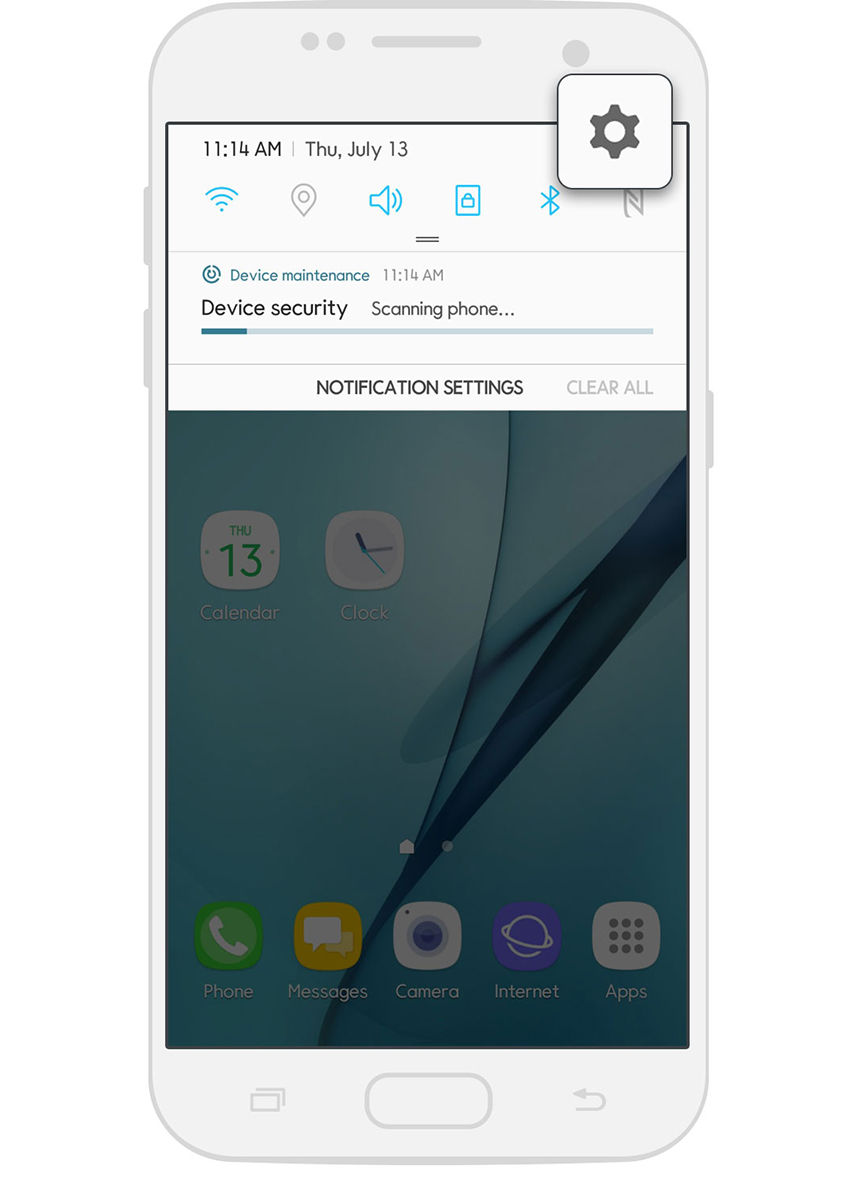 11:14 AM | Thu, July 13
Device maintenance 11:14 AM
Device security Scanning phone...
NOTIFICATION SETTINGS CLEAR ALL
THU
13
Calendar Clock
Phone Messages Camera Internet Apps